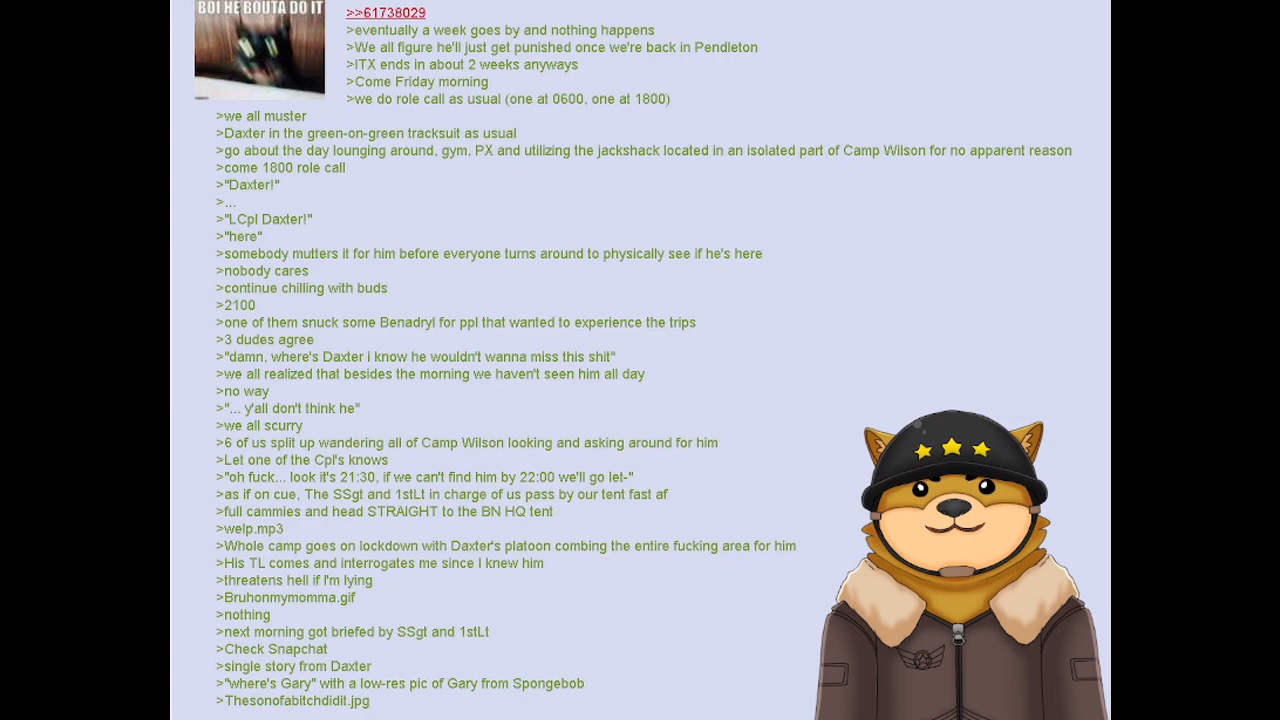 BOI HE BOUTA DO IT
>>61738029
>eventually a week goes by and nothing happens
>We all figure he'll just get punished once we're back in Pendleton
>ITX ends in about 2 weeks anyways
>Come Friday morning
>we do role call as usual (one at 0600, one at 1800)
>we all muster
>Daxter in the green-on-green tracksuit as usual
>go about the day lounging around, gym, PX and utilizing the jackshack located in an isolated part of Camp Wilson for no apparent reason
>come 1800 role call
>"Daxter!"
>...
>"LCpl Daxter!"
>"here"
>somebody mutters it for him before everyone turns around to physically see if he's here
>nobody cares
>continue chilling with buds
>2100
>one of them snuck some Benadryl for ppl that wanted to experience the trips
>3 dudes agree
>"damn, where's Daxter i know he wouldn't wanna miss this shit"
>we all realized that besides the morning we haven't seen him all day
>no way
>"... y'all don't think he"
>we all scurry
>6 of us split up wandering all of Camp Wilson looking and asking around for him
>Let one of the Cpl's knows
>"oh fuck... look it's 21:30, if we can't find him by 22:00 we'll go let-"
>as if on cue, The SSgt and 1stLt in charge of us pass by our tent fast af
>full cammies and head STRAIGHT to the BN HQ tent
>welp.mp3
>Whole camp goes on lockdown with Daxter's platoon combing the entire fucking area for him
>His TL comes and interrogates me since I knew him
>threatens hell if I'm lying
>Bruhonmymomma.gif
>nothing
>next morning got briefed by SSgt and 1stLt
>Check Snapchat
>single story from Daxter
>"where's Gary" with a low-res pic of Gary from Spongebob
>Thesonofabitchdidit.jpg